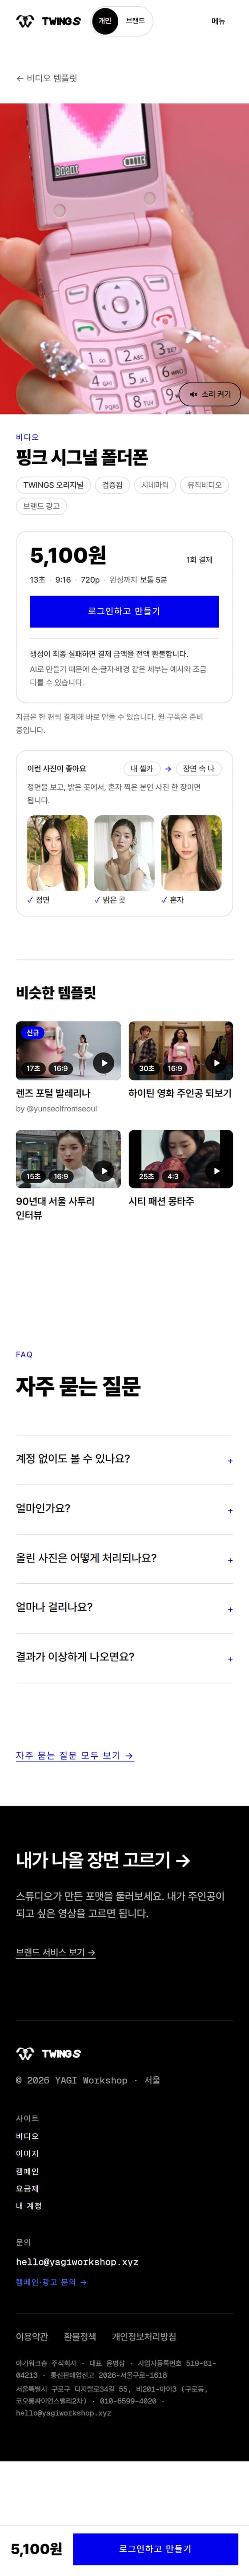 TWINGS
개인
브랜드
메뉴
← 비디오 템플릿
소리 켜기
비디오
핑크 시그널 폴더폰
TWINGS 오리지널
검증됨
시네마틱
뮤직비디오
브랜드 광고
5,100원
1회 결제
13초 · 9:16 · 720p · 완성까지 보통 5분
로그인하고 만들기
생성이 최종 실패하면 결제 금액을 전액 환불합니다.
AI로 만들기 때문에 손·글자·배경 같은 세부는 예시와 조금
다를 수 있습니다.
지금은 한 편씩 결제해 바로 만들 수 있습니다. 월 구독은 준비
중입니다.
이런 사진이 좋아요
내 셀카 → 장면 속 나
정면을 보고, 밝은 곳에서, 혼자 찍은 본인 사진 한 장이면
됩니다.
✓ 정면
✓ 밝은 곳
✓ 혼자
비슷한 템플릿
신규
17초
16:9
30초
16:9
렌즈 포털 발레리나
하이틴 영화 주인공 되보기
by @yunseolfromseoul
15초
16:9
25초
4:3
90년대 서울 사투리
인터뷰
시티 패션 몽타주
FAQ
자주 묻는 질문
계정 없이도 볼 수 있나요? +
얼마인가요? +
올린 사진은 어떻게 처리되나요? +
얼마나 걸리나요? +
결과가 이상하게 나오면요? +
자주 묻는 질문 모두 보기 →
내가 나올 장면 고르기 →
스튜디오가 만든 포맷을 둘러보세요. 내가 주인공이
되고 싶은 영상을 고르면 됩니다.
브랜드 서비스 보기 →
TWINGS
© 2026 YAGI Workshop · 서울
사이트
비디오
이미지
캠페인
요금제
내 계정
문의
hello@yagiworkshop.xyz
캠페인·광고 문의 →
이용약관
환불정책
개인정보처리방침
야기워크숍 주식회사 · 대표 윤병삼 · 사업자등록번호 519-81-
04213 · 통신판매업신고 2026-서울구로-1618
서울특별시 구로구 디지털로34길 55, 비201-아이3 (구로동,
코오롱싸이언스밸리2차) · 010-6599-4020 ·
hello@yagiworkshop.xyz
5,100원
로그인하고 만들기